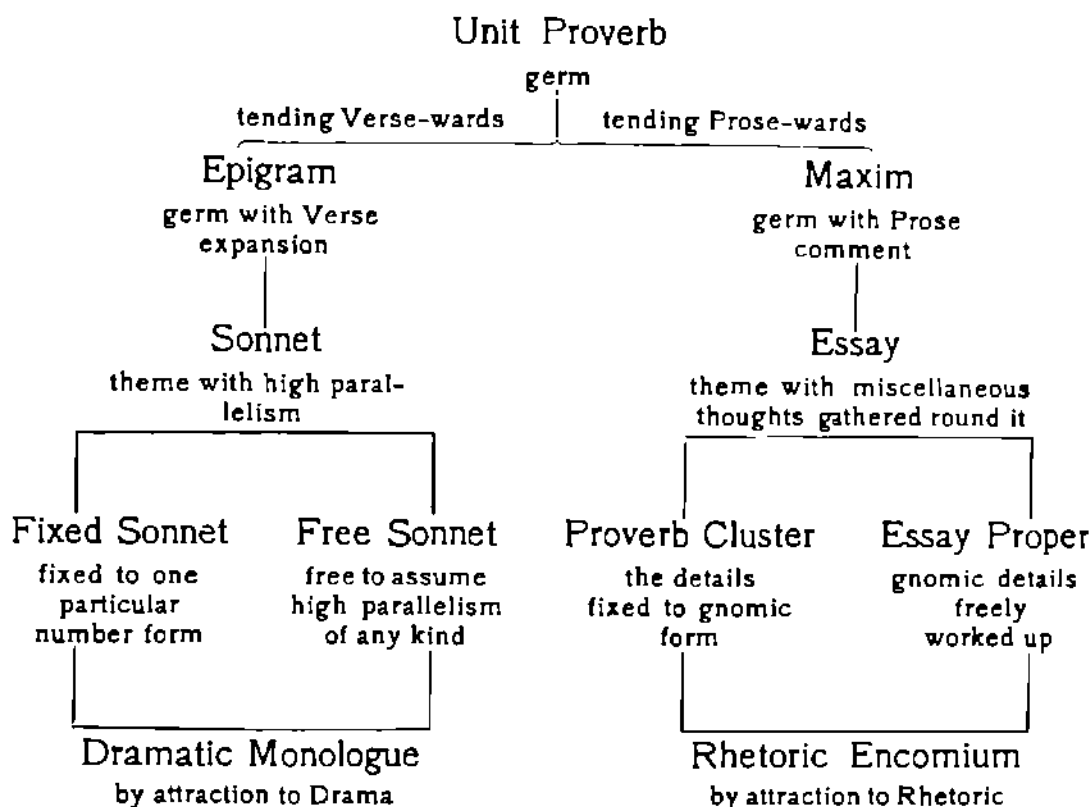 Unit Proverb
germ
tending Verse-wards
tending Prose-wards
Epigram
germ with Verse
expansion
Maxim
germ with Prose
comment
Sonnet
theme with high paral-
lelism
Essay
theme with miscellaneous
thoughts gathered round it
Fixed Sonnet
fixed to one
particular
number form
Free Sonnet
free to assume
high parallelism
of any kind
Proverb Cluster
the details
fixed to gnomic
form
Essay Proper
gnomic details
freely
worked up
Dramatic Monologue
by attraction to Drama
Rhetoric Encomium
by attraction to Rhetoric